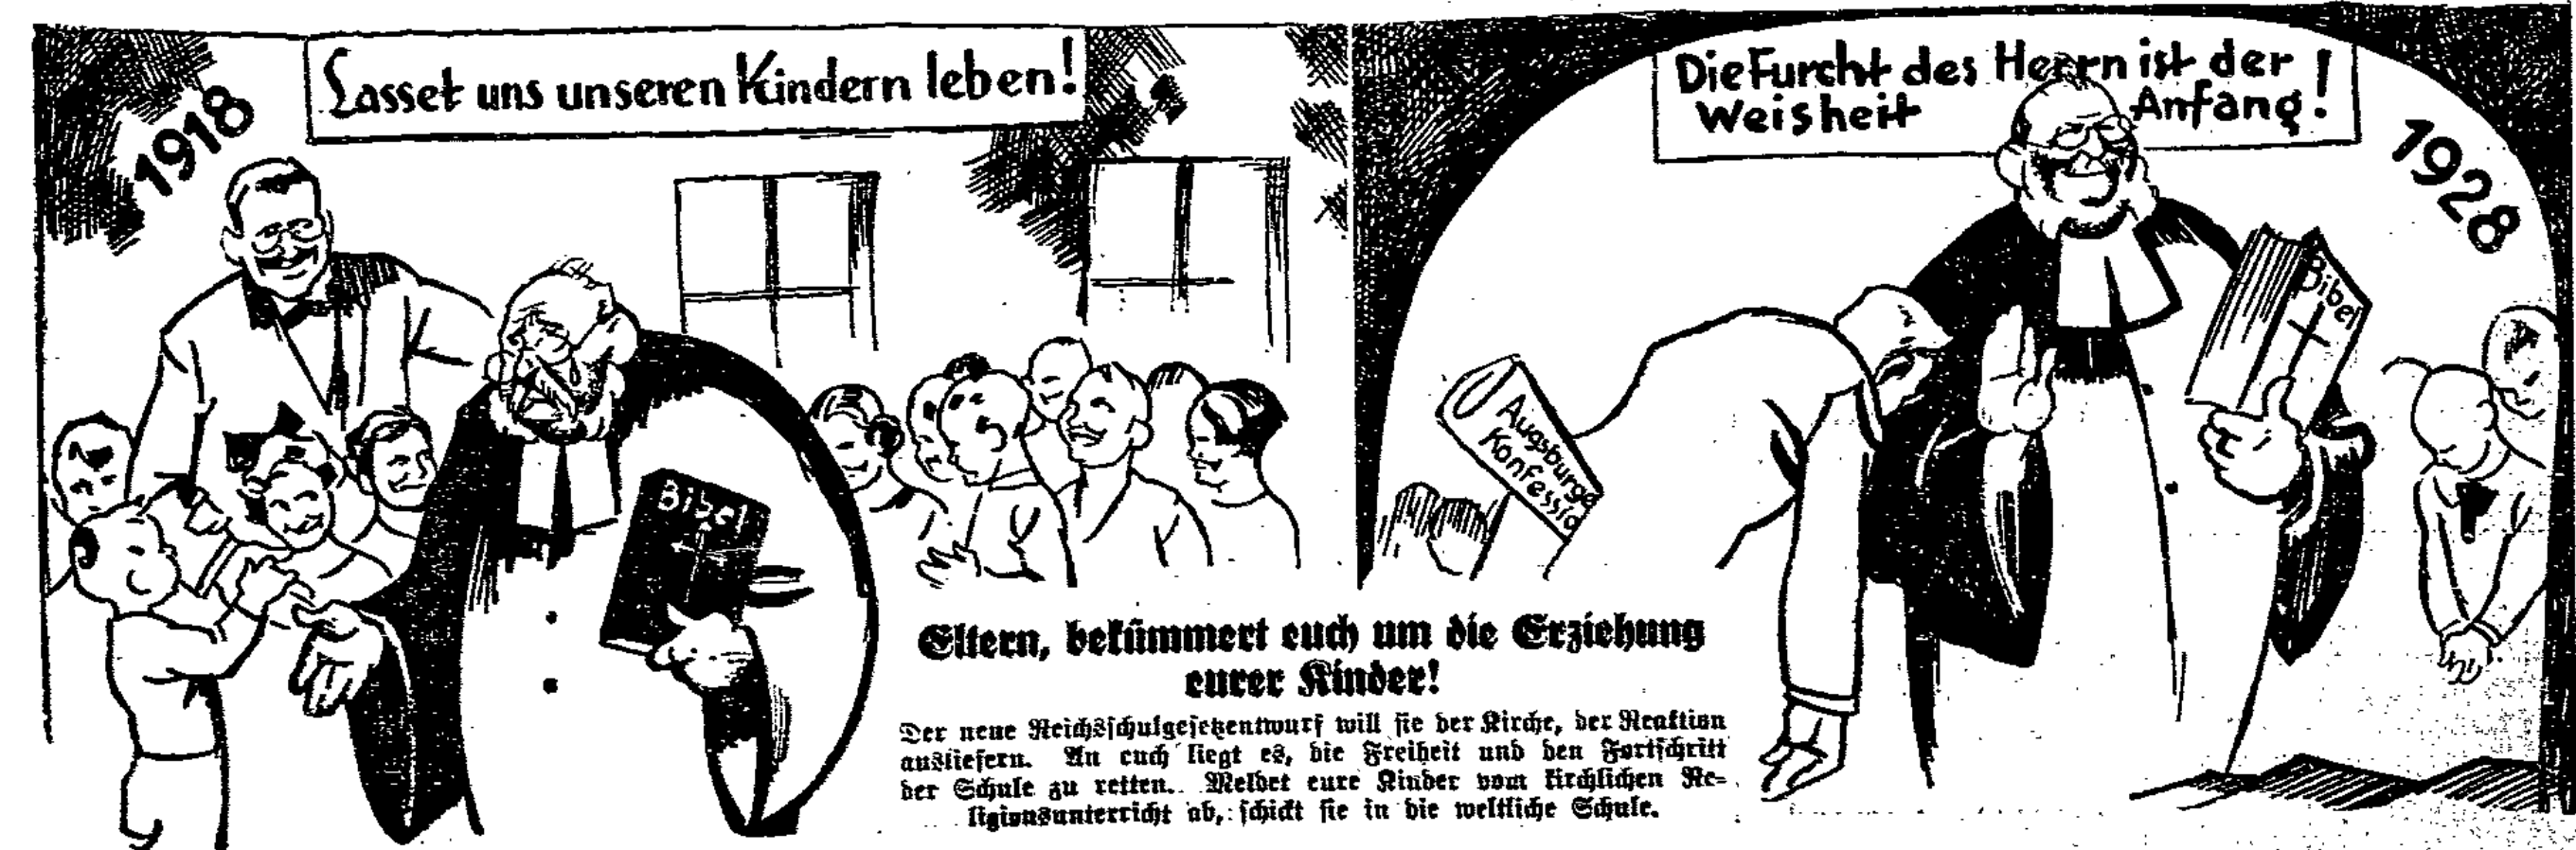 1918
Lasset uns unseren Kindern leben!
Bibel
Die Furcht des Herrn ist der
Weisheit Anfang!
1928
Bibel
Augsburge
Konfessio
Eltern, bekümmert euch um die Erziehung
eurer Kinder!
Der neue Reichsschulgesetzentwurf will sie der Kirche, der Reaktion
ausliefern. An euch liegt es, die Freiheit und den Fortschritt
der Schule zu retten. Meldet eure Kinder vom kirchlichen Re-
ligionsunterricht ab, schickt sie in die weltliche Schule.